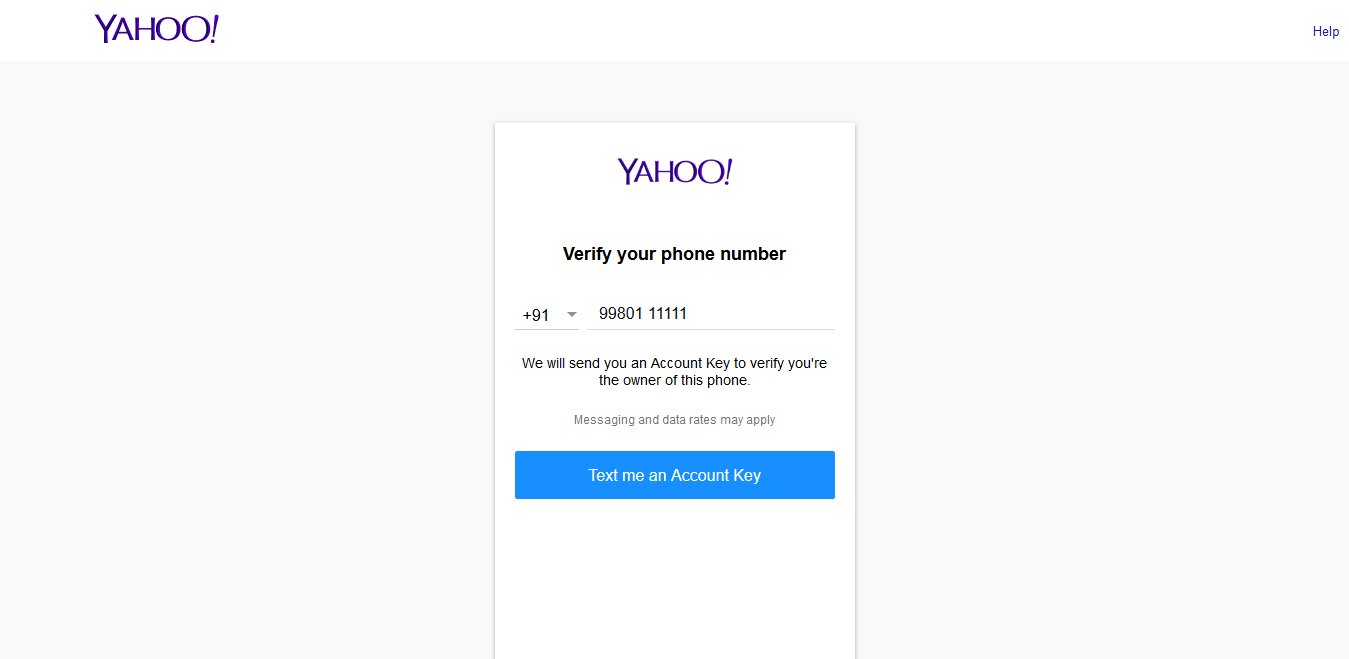 YAHOO!
Help
YAHOO!
Verify your phone number
+91 99801 11111
We will send you an Account Key to verify you're
the owner of this phone.
Messaging and data rates may apply
Text me an Account Key